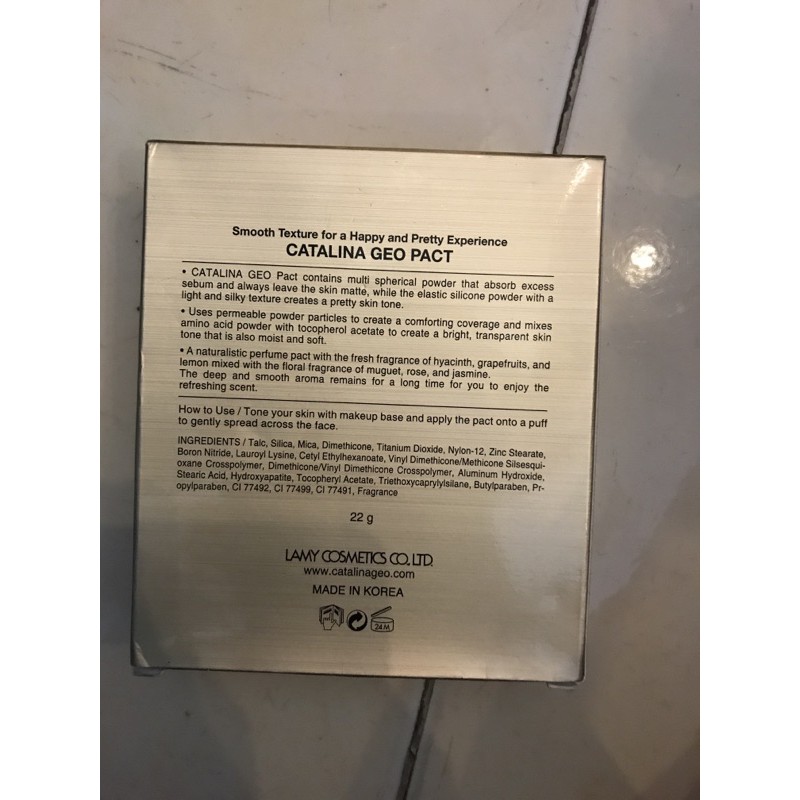 Smooth Texture for a Happy and Pretty Experience
CATALINA GEO PACT
• CATALINA GEO Pact contains multi spherical powder that absorb excess
sebum and always leave the skin matte, while the elastic silicone powder with a
light and silky texture creates a pretty skin tone.
• Uses permeable powder particles to create a comforting coverage and mixes
amino acid powder with tocopherol acetate to create a bright, transparent skin
tone that is also moist and soft.
• A naturalistic perfume pact with the fresh fragrance of hyacinth, grapefruits, and
lemon mixed with the floral fragrance of muguet, rose, and jasmine.
The deep and smooth aroma remains for a long time for you to enjoy the
refreshing scent.
How to Use / Tone your skin with makeup base and apply the pact onto a puff
to gently spread across the face.
INGREDIENTS / Talc, Silica, Mica, Dimethicone, Titanium Dioxide, Nylon-12, Zinc Stearate,
Boron Nitride, Lauroyl Lysine, Cetyl Ethylhexanoate, Vinyl Dimethicone/Methicone Silsesqui-
oxane Crosspolymer, Dimethicone/Vinyl Dimethicone Crosspolymer, Aluminum Hydroxide,
Stearic Acid, Hydroxyapatite, Tocopheryl Acetate, Triethoxycaprylylsilane, Butylparaben, Pr-
opylparaben, CI 77492, CI 77499, CI 77491, Fragrance
22 g
LAMY COSMETICS CO., LTD.
www.catalinageo.com
MADE IN KOREA
24M